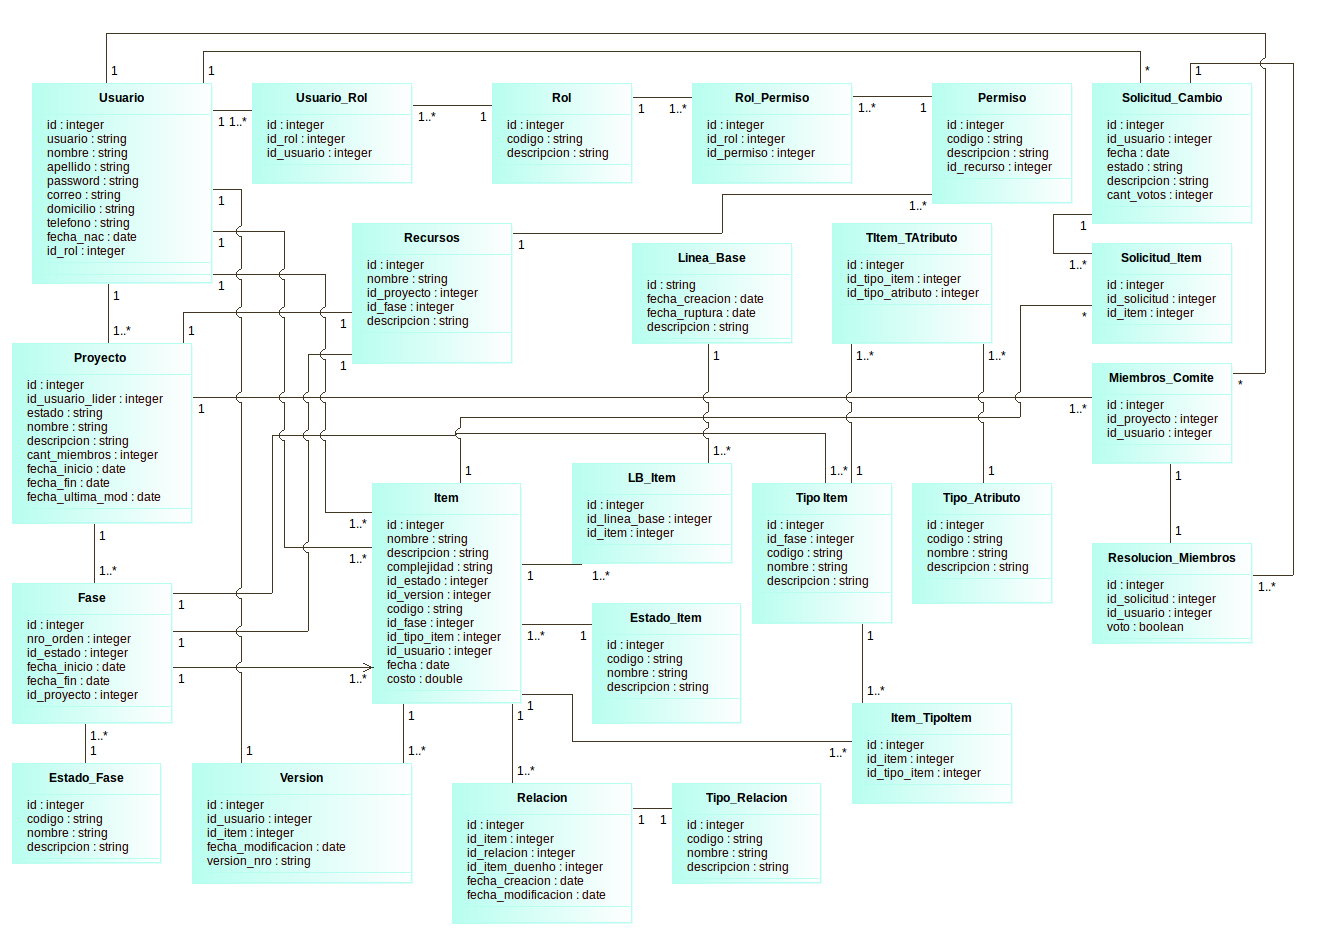 1
1
*
1
Usuario
id : integer
usuario : string
nombre : string
apellido : string
password : string
correo : string
domicilio : string
telefono : string
fecha_nac : date
id_rol : integer
1 1..*
Usuario_Rol
id : integer
id_rol : integer
id_usuario : integer
1..*
1
Rol
id : integer
codigo : string
descripcion : string
1
1..*
Rol_Permiso
id : integer
id_rol : integer
id_permiso : integer
1..*
1
Permiso
id : integer
codigo : string
descripcion : string
id_recurso : integer
1..*
Solicitud_Cambio
id : integer
id_usuario : integer
fecha : date
estado : string
descripcion : string
cant_votos : integer
1
1..*
1
1
1
1
1..*
Recursos
id : integer
nombre : string
id_proyecto : integer
id_fase : integer
descripcion : string
1
1
1
1
Linea_Base
id : string
fecha_creacion : date
fecha_ruptura : date
descripcion : string
1
TItem_TAtributo
id : integer
id_tipo_item : integer
id_tipo_atributo : integer
1..*
1..*
Solicitud_Item
id : integer
id_solicitud : integer
id_item : integer
*
Proyecto
id : integer
id_usuario_lider : integer
estado : string
nombre : string
descripcion : string
cant_miembros : integer
fecha_inicio : date
fecha_fin : date
fecha_ultima_mod : date
1
1
1..*
Miembros_Comite
id : integer
id_proyecto : integer
id_usuario : integer
*
1..*
1
1
Item
id : integer
nombre : string
descripcion : string
complejidad : string
id_estado : integer
id_version : integer
codigo : string
id_fase : integer
id_tipo_item : integer
id_usuario : integer
fecha : date
costo : double
1
1..*
1..*
1..*
LB_Item
id : integer
id_linea_base : integer
id_item : integer
1..*
1
1..*
Tipo Item
id : integer
id_fase : integer
codigo : string
nombre : string
descripcion : string
1..*
1
1
Tipo_Atributo
id : integer
codigo : string
nombre : string
descripcion : string
1
Resolucion_Miembros
id : integer
id_solicitud : integer
id_usuario : integer
voto : boolean
1..*
Fase
id : integer
nro_orden : integer
id_estado : integer
fecha_inicio : date
fecha_fin : date
id_proyecto : integer
1
1
1
1..*
1
Estado_Item
id : integer
codigo : string
nombre : string
descripcion : string
1..*
1
Item_TipoItem
id : integer
id_item : integer
id_tipo_item : integer
1..*
1..*
1
Estado_Fase
id : integer
codigo : string
nombre : string
descripcion : string
1
Version
id : integer
id_usuario : integer
id_item : integer
fecha_modificacion : date
version_nro : string
1
1..*
1
1
1..*
Relacion
id : integer
id_item : integer
id_relacion : integer
id_item_duenho : integer
fecha_creacion : date
fecha_modificacion : date
1
1
Tipo_Relacion
id : integer
codigo : string
nombre : string
descripcion : string